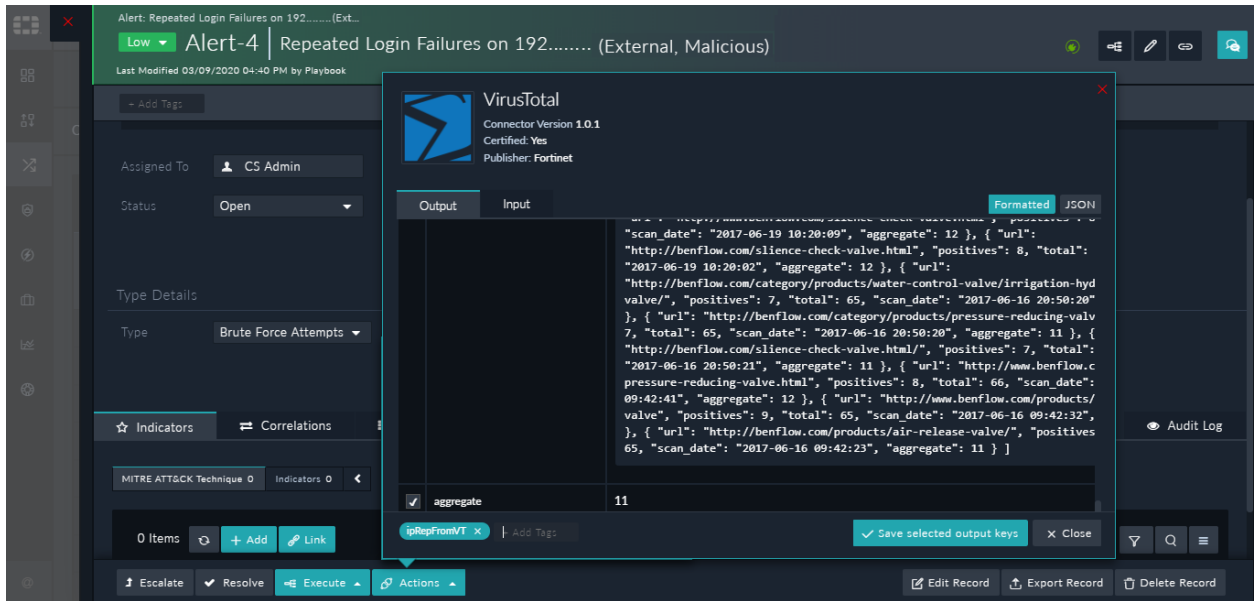 Alert: Repeated Login Failures on 192........(Ext...
Low Alert-4 Repeated Login Failures on 192........ (External, Malicious)
Last Modified 03/09/2020 04:40 PM by Playbook
+ Add Tags
Assigned To CS Admin
Status Open
Type Details
Type Brute Force Attempts
Indicators Correlations Audit Log
MITRE ATT&CK Technique 0 Indicators 0
0 Items + Add Link
VirusTotal
Connector Version 1.0.1
Certified: Yes
Publisher: Fortinet
Output Input Formatted JSON
"url": "http://www.benflow.com/slience-check-valve.html", "positives": 8
"scan_date": "2017-06-19 10:20:09", "aggregate": 12 }, { "url":
"http://benflow.com/slience-check-valve.html", "positives": 8, "total":
"2017-06-19 10:20:02", "aggregate": 12 }, { "url":
"http://benflow.com/category/products/water-control-valve/irrigation-hyd
valve/", "positives": 7, "total": 65, "scan_date": "2017-06-16 20:50:20"
}, { "url": "http://benflow.com/category/products/pressure-reducing-valv
7, "total": 65, "scan_date": "2017-06-16 20:50:20", "aggregate": 11 }, {
"http://benflow.com/slience-check-valve.html/", "positives": 7, "total":
"2017-06-16 20:50:21", "aggregate": 11 }, { "url": "http://www.benflow.c
pressure-reducing-valve.html", "positives": 8, "total": 66, "scan_date":
09:42:41", "aggregate": 12 }, { "url": "http://www.benflow.com/products/
valve", "positives": 9, "total": 65, "scan_date": "2017-06-16 09:42:32",
}, { "url": "http://benflow.com/products/air-release-valve/", "positives
65, "scan_date": "2017-06-16 09:42:23", "aggregate": 11 } ]
aggregate 11
ipRepFromVT × + Add Tags Save selected output keys × Close
Escalate Resolve Execute Actions Edit Record Export Record Delete Record